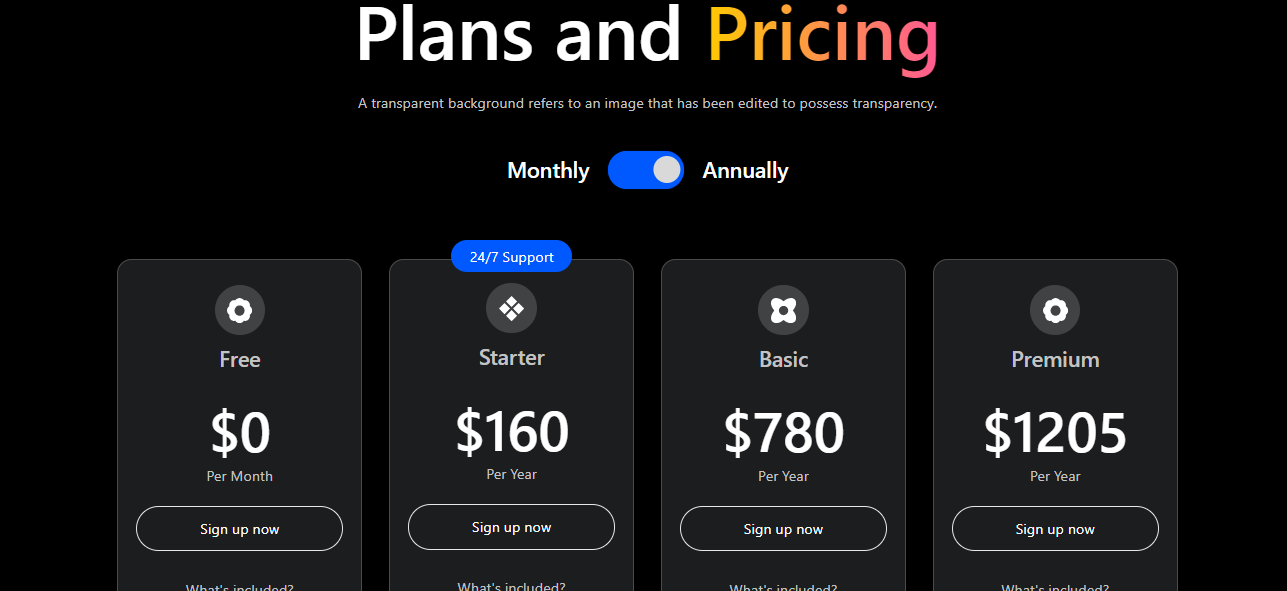 Plans and Pricing
A transparent background refers to an image that has been edited to possess transparency.
Monthly Annually
24/7 Support
Free Starter Basic Premium
$0 $160 $780 $1205
Per Month Per Year Per Year Per Year
Sign up now Sign up now Sign up now Sign up now
What's included? What's included? What's included? What's included?